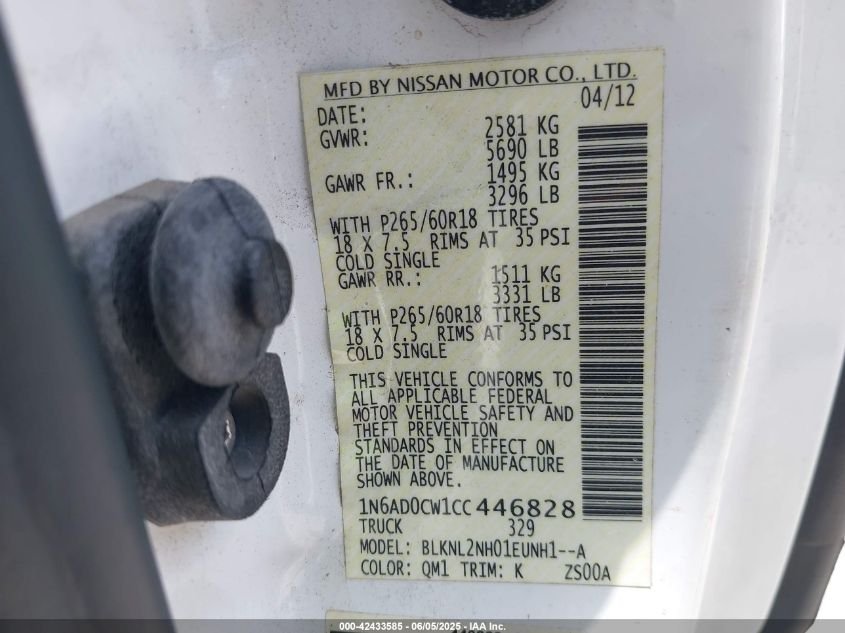 MFD BY NISSAN MOTOR CO., LTD.
DATE: 04/12
GVWR: 2581 KG
5690 LB
GAWR FR.: 1495 KG
3296 LB
WITH P265/60R18 TIRES
18 X 7.5 RIMS AT 35 PSI
COLD SINGLE
GAWR RR.: 1511 KG
3331 LB
WITH P265/60R18 TIRES
18 X 7.5 RIMS AT 35 PSI
COLD SINGLE
THIS VEHICLE CONFORMS TO
ALL APPLICABLE FEDERAL
MOTOR VEHICLE SAFETY AND
THEFT PREVENTION
STANDARDS IN EFFECT ON
THE DATE OF MANUFACTURE
SHOWN ABOVE.
1N6AD0CW1CC446828
TRUCK 329
MODEL: BLKNL2NH01EUNH1--A
COLOR: QM1 TRIM: K ZS00A
000-42433585 - 06/05/2025 - IAA Inc.